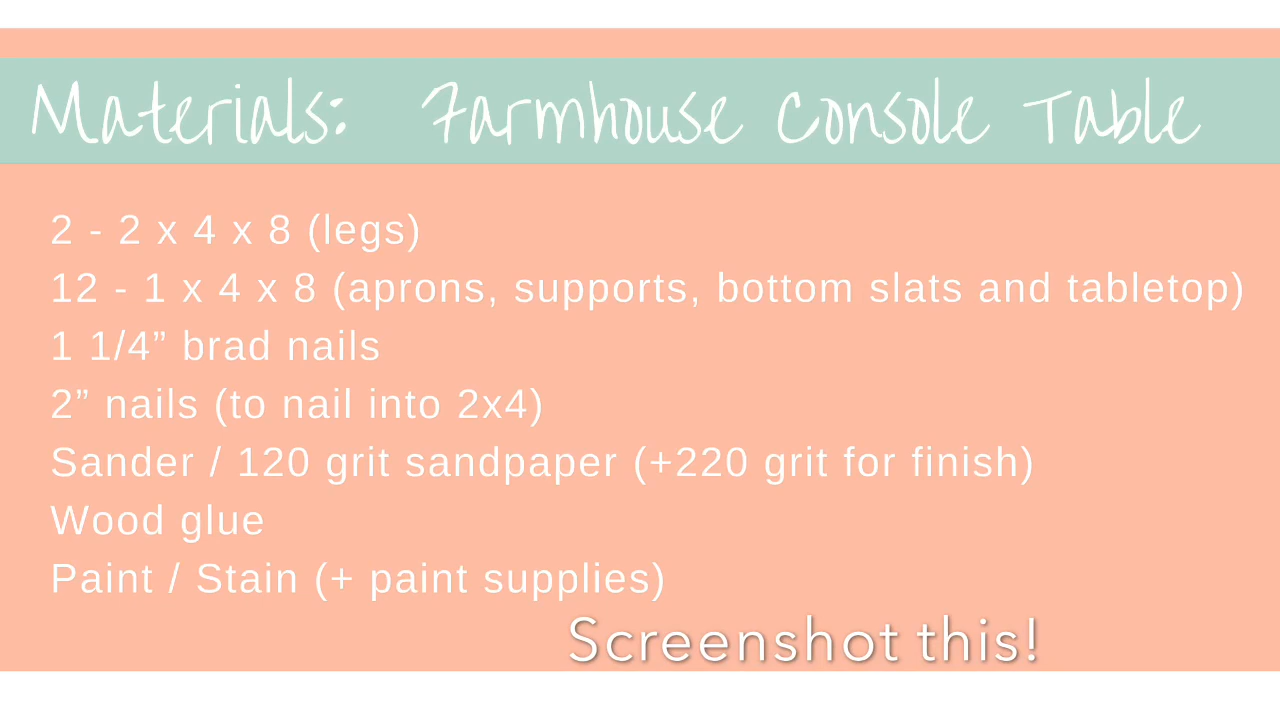 Materials: Farmhouse Console Table
2 - 2 x 4 x 8 (legs)
12 - 1 x 4 x 8 (aprons, supports, bottom slats and tabletop)
1 1/4” brad nails
2” nails (to nail into 2x4)
Sander / 120 grit sandpaper (+220 grit for finish)
Wood glue
Paint / Stain (+ paint supplies)
Screenshot this!